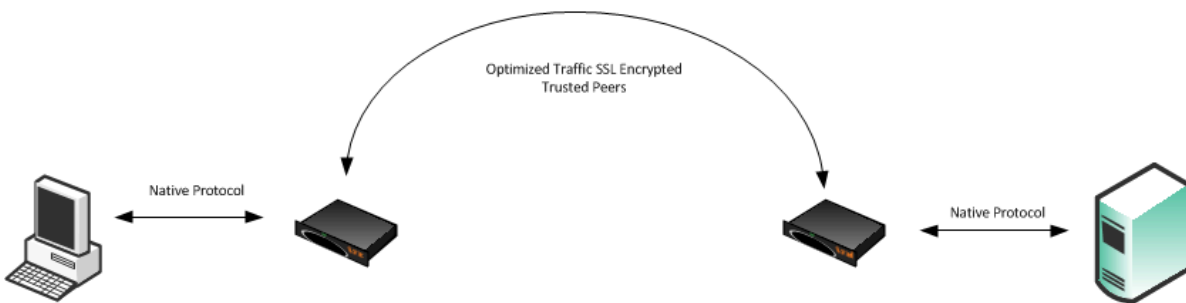 Optimized Traffic SSL Encrypted
Trusted Peers
Native Protocol
Native Protocol